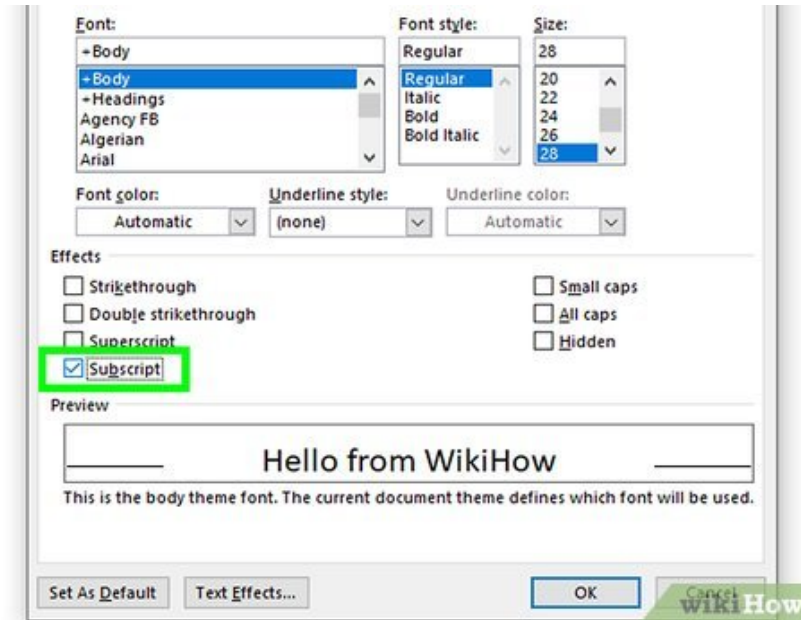 Font:
Font style:
Size:
+Body
Regular
28
+Body
+Headings
Agency FB
Algerian
Arial
Regular
Italic
Bold
Bold Italic
20
22
24
26
28
Font color:
Underline style:
Underline color:
Automatic
(none)
Automatic
Effects
Strikethrough
Small caps
Double strikethrough
All caps
Superscript
Hidden
Subscript
Preview
Hello from WikiHow
This is the body theme font. The current document theme defines which font will be used.
Set As Default
Text Effects...
OK
Cancel
wikiHow